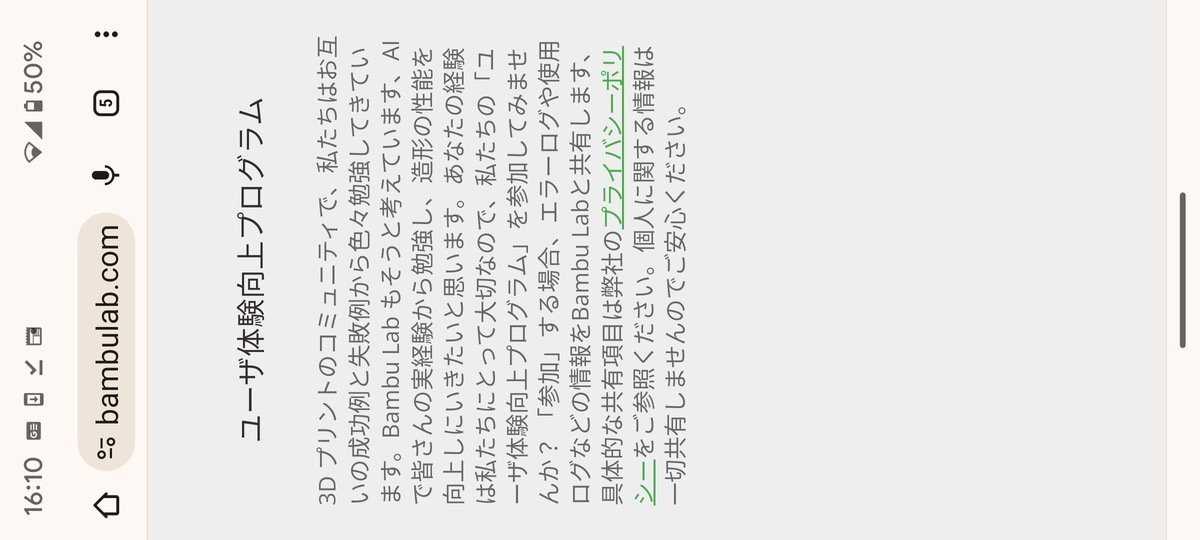 16:10
50%
bambulab.com
5
ユーザ体験向上プログラム
3D プリントのコミュニティで、私たちはお互
いの成功例と失敗例から色々勉強してきてい
ます。Bambu Lab もそうと考えています、AI
で皆さんの実経験から勉強し、造形の性能を
向上しにいきたいと思います。あなたの経験
は私たちにとって大切なので、私たちの「ユ
ーザ体験向上プログラム」を参加してみませ
んか？「参加」する場合、エラーログや使用
ログなどの情報をBambu Labと共有します、
具体的な共有項目は弊社のプライバシーポリ
シーをご参照ください。個人に関する情報は
一切共有しませんのでご安心ください。